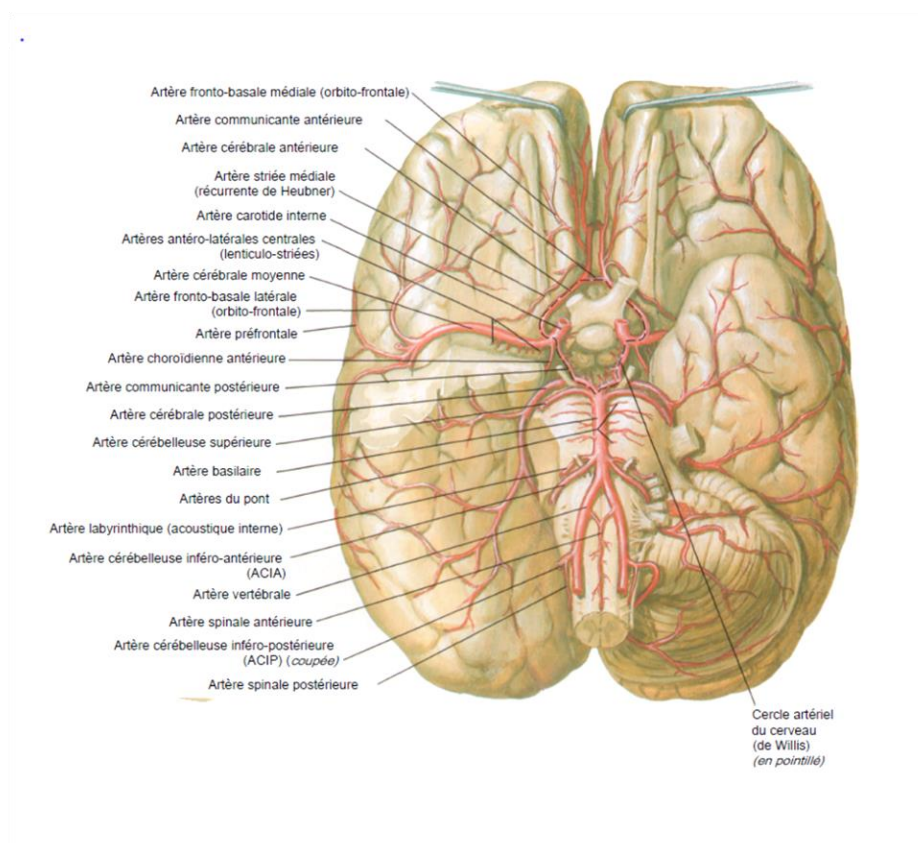 Artère fronto-basale médiale (orbito-frontale)
Artère communicante antérieure
Artère cérébrale antérieure
Artère striée médiale
(récurrente de Heubner)
Artère carotide interne
Artères antéro-latérales centrales
(lenticulo-striées)
Artère cérébrale moyenne
Artère fronto-basale latérale
(orbito-frontale)
Artère préfrontale
Artère choroïdienne antérieure
Artère communicante postérieure
Artère cérébrale postérieure
Artère cérébelleuse supérieure
Artère basilaire
Artères du pont
Artère labyrinthique (acoustique interne)
Artère cérébelleuse inféro-antérieure
(ACIA)
Artère vertébrale
Artère spinale antérieure
Artère cérébelleuse inféro-postérieure
(ACIP) (coupée)
Artère spinale postérieure
Cercle artériel
du cerveau
(de Willis)
(en pointillé)